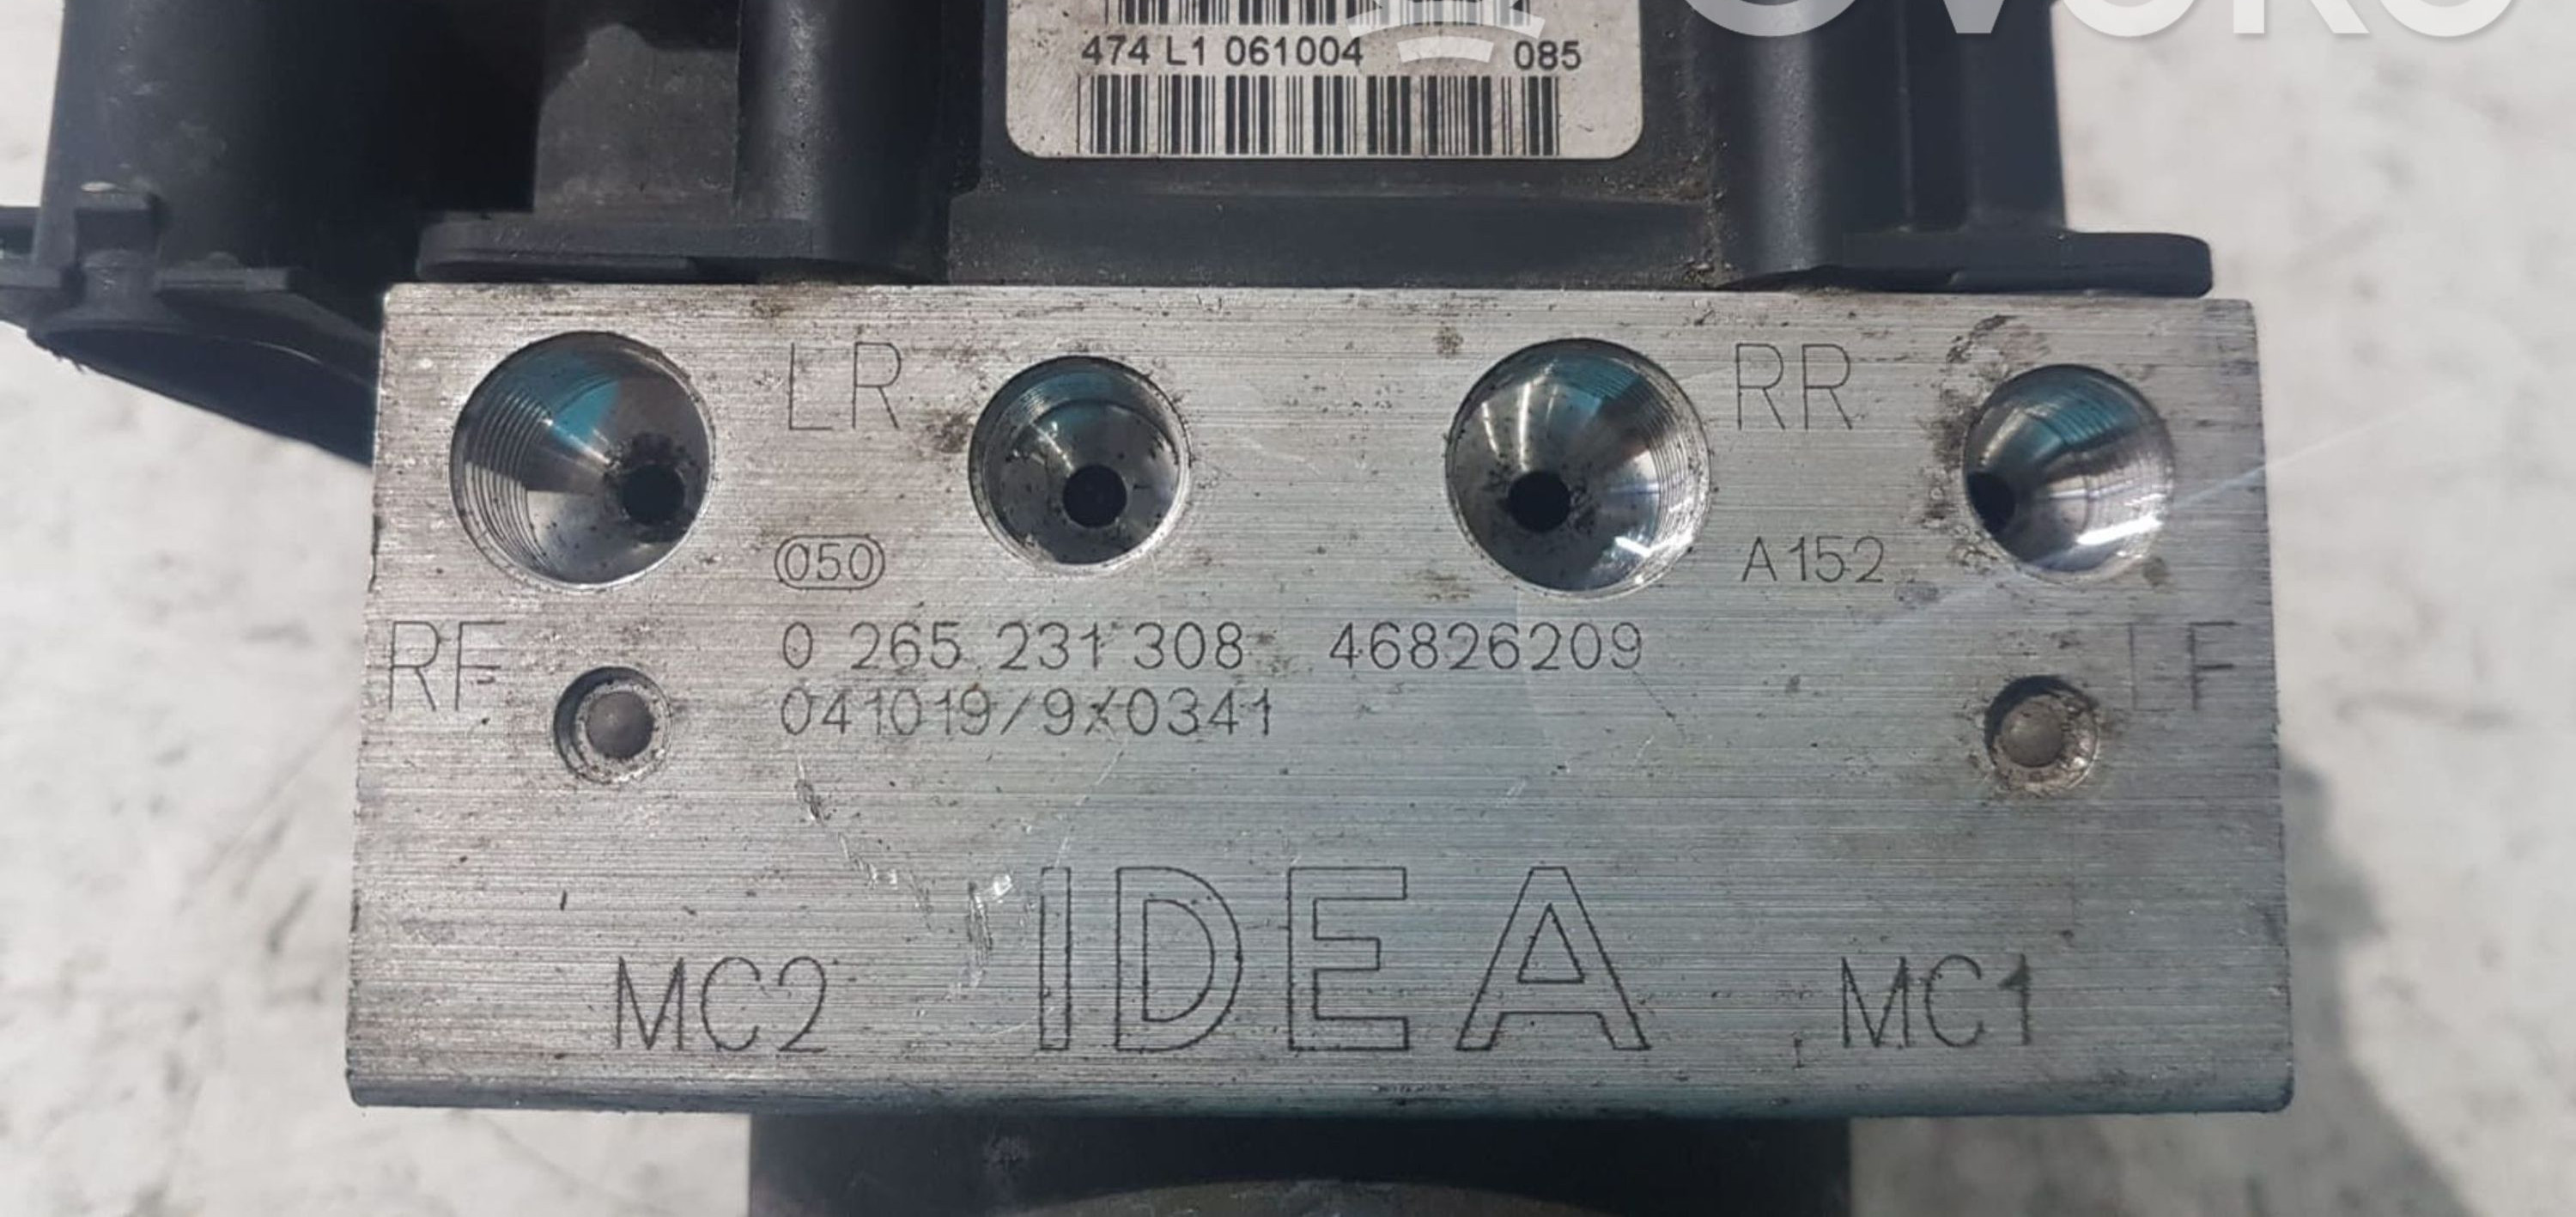 474 L1 061004 085
LR RR
050 A152
RF 0 265 231 308 46826209 LF
041019/9X0341
IDEA
MC2 MC1